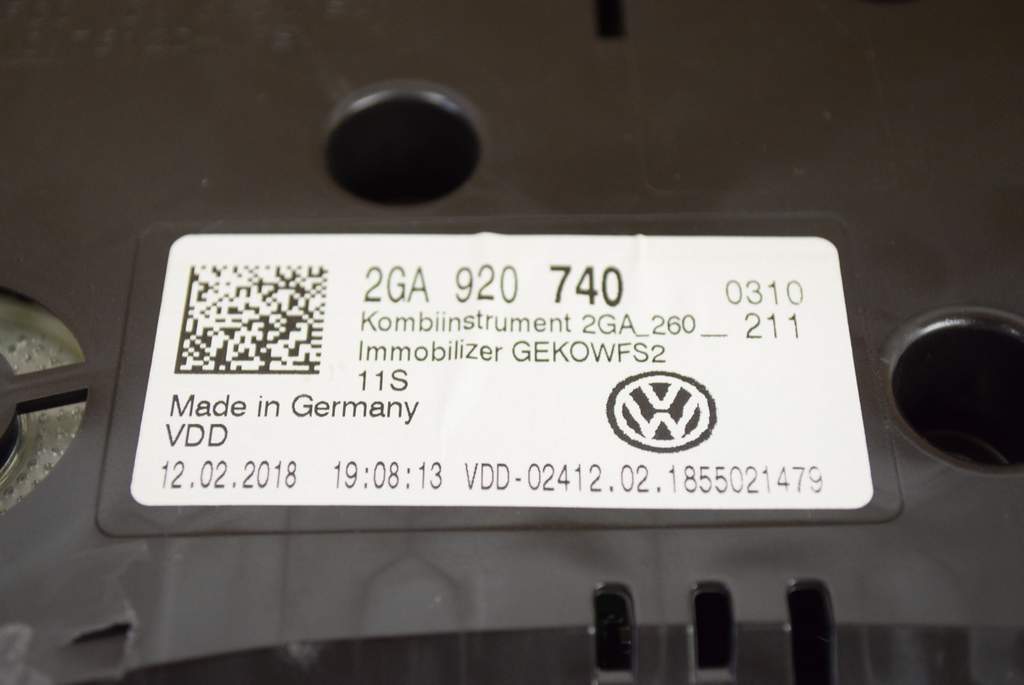 2GA 920 740 0310
Kombiinstrument 2GA_260__ 211
Immobilizer GEKOWFS2
11S
Made in Germany
VDD
12.02.2018 19:08:13 VDD-02412.02.1855021479